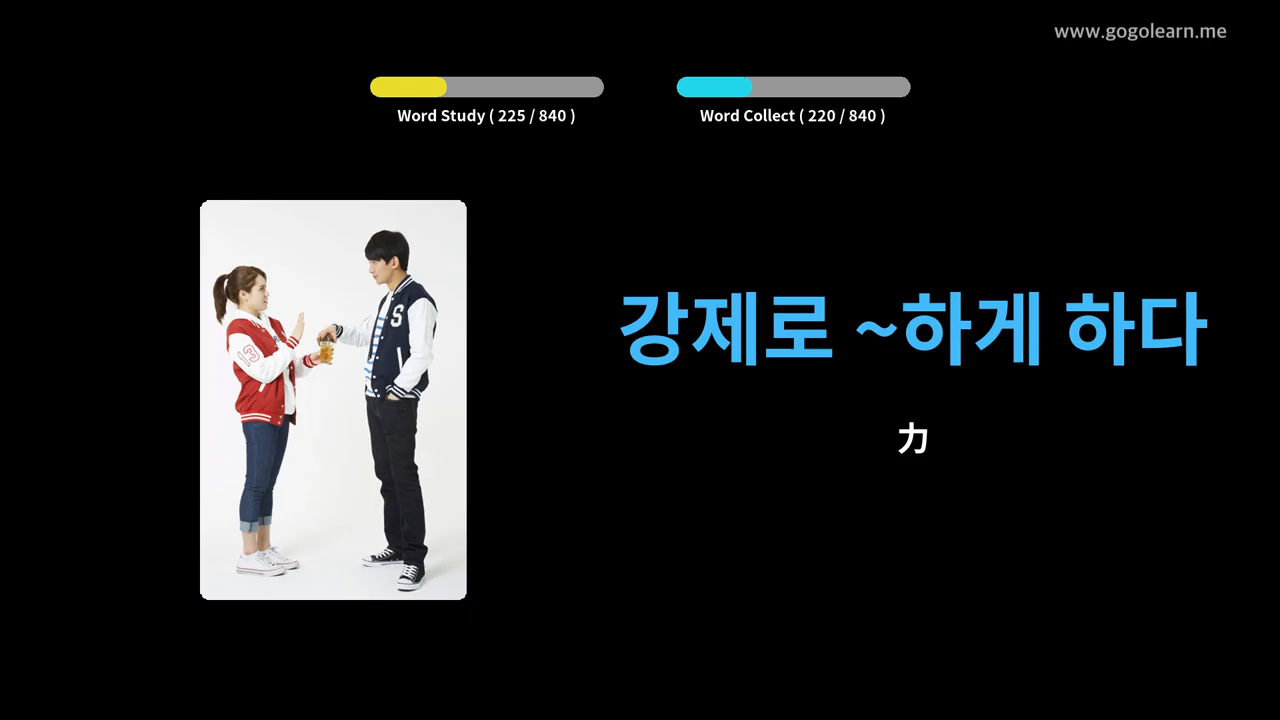 www.gogolearn.me
Word Study ( 225 / 840 )
Word Collect ( 220 / 840 )
13
S
강제로 ~하게 하다
力